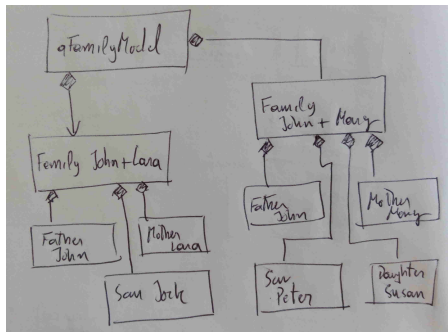 aFamilyModel
Family
John + Mary
Family John + Lara
Father
John
Mother
Lara
Son Jack
Father
John
Mother
Mary
Son
Peter
Daughter
Susan